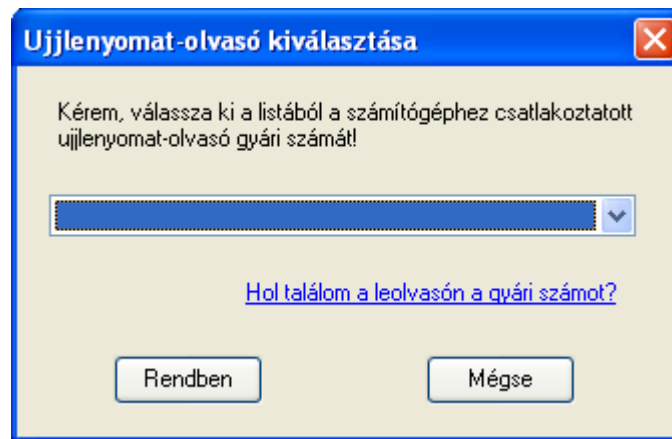 Ujjlenyomat-olvasó kiválasztása
Kérem, válassza ki a listából a számítógéphez csatlakoztatott
ujjlenyomat-olvasó gyári számát!
Hol találom a leolvasón a gyári számot?
Rendben
Mégse